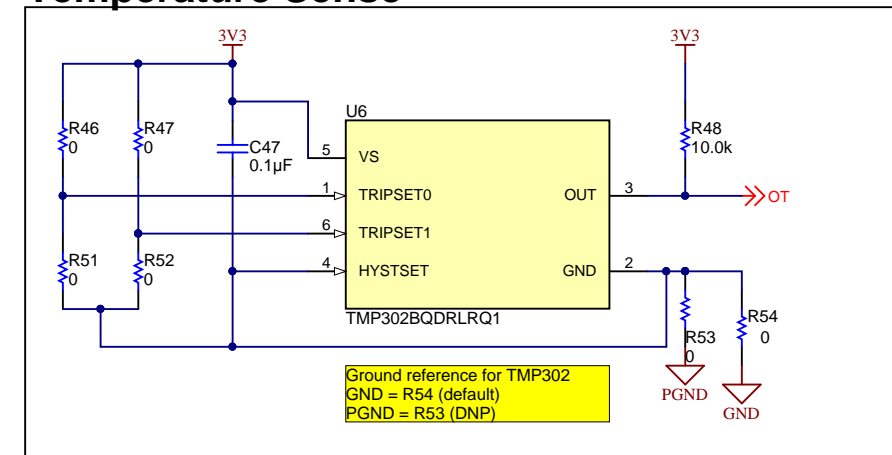 Temperature Sense
3V3
3V3
U6
R46
0
R47
0
C47
0.1µF
R48
10.0k
5
VS
1
TRIPSET0
OUT
3
OT
6
TRIPSET1
R51
0
R52
0
4
HYSTSET
GND
2
TMP302BQDRLRQ1
R53
0
R54
0
Ground reference for TMP302
GND = R54 (default)
PGND = R53 (DNP)
PGND
GND